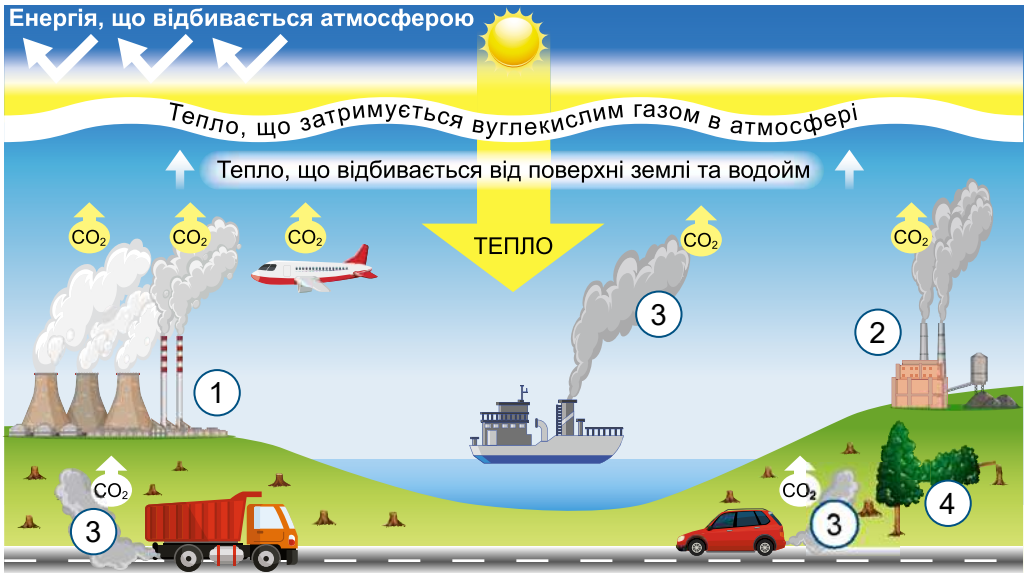 Енергія, що відбивається атмосферою
Тепло, що затримується вуглекислим газом в атмосфері
Тепло, що відбивається від поверхні землі та водойм
CO₂
CO₂
CO₂
ТЕПЛО
CO₂
CO₂
3
2
1
CO₂
CO₂
4
3
3